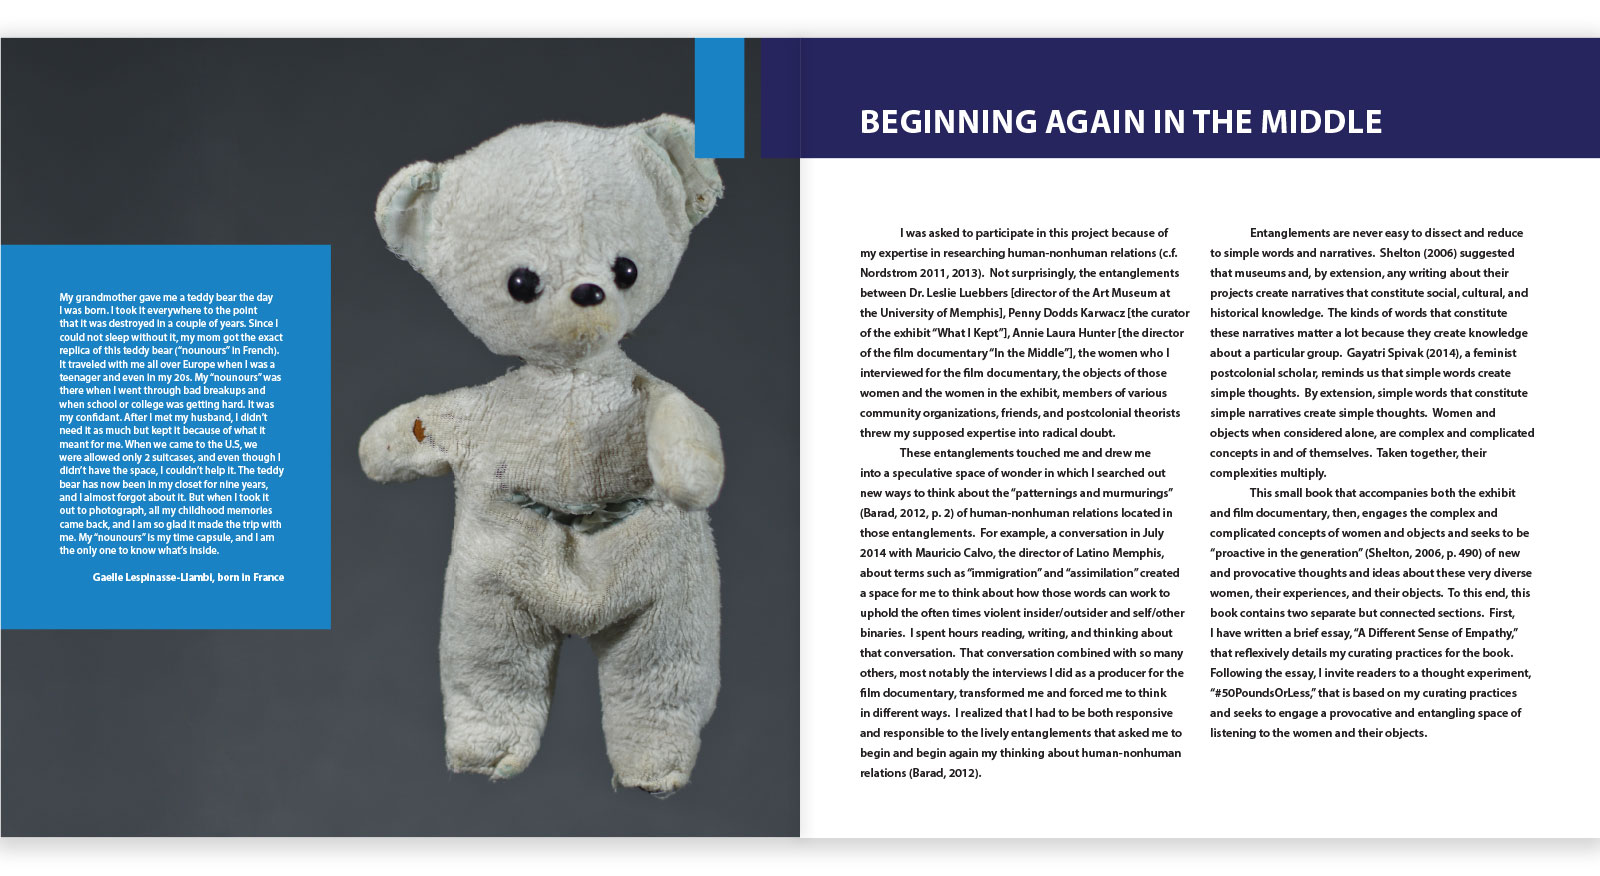 My grandmother gave me a teddy bear the day
I was born. I took it everywhere to the point
that it was destroyed in a couple of years. Since I
could not sleep without it, my mom got the exact
replica of this teddy bear (“nounours” in French).
It traveled with me all over Europe when I was a
teenager and even in my 20s. My “nounours” was
there when I went through bad breakups and
when school or college was getting hard. It was
my confidant. After I met my husband, I didn’t
need it as much but kept it because of what it
meant for me. When we came to the U.S, we
were allowed only 2 suitcases, and even though I
didn’t have the space, I couldn’t help it. The teddy
bear has now been in my closet for nine years,
and I almost forgot about it. But when I took it
out to photograph, all my childhood memories
came back, and I am so glad it made the trip with
me. My “nounours” is my time capsule, and I am
the only one to know what’s inside.
Gaelle Lespinasse-Llambi, born in France
BEGINNING AGAIN IN THE MIDDLE
I was asked to participate in this project because of
my expertise in researching human-nonhuman relations (c.f.
Nordstrom 2011, 2013). Not surprisingly, the entanglements
between Dr. Leslie Luebbers [director of the Art Museum at
the University of Memphis], Penny Dodds Karwacz [the curator
of the exhibit “What I Kept”], Annie Laura Hunter [the director
of the film documentary “In the Middle”], the women who I
interviewed for the film documentary, the objects of those
women and the women in the exhibit, members of various
community organizations, friends, and postcolonial theorists
threw my supposed expertise into radical doubt.
These entanglements touched me and drew me
into a speculative space of wonder in which I searched out
new ways to think about the “patternings and murmurings”
(Barad, 2012, p. 2) of human-nonhuman relations located in
those entanglements. For example, a conversation in July
2014 with Mauricio Calvo, the director of Latino Memphis,
about terms such as “immigration” and “assimilation” created
a space for me to think about how those words can work to
uphold the often times violent insider/outsider and self/other
binaries. I spent hours reading, writing, and thinking about
that conversation. That conversation combined with so many
others, most notably the interviews I did as a producer for the
film documentary, transformed me and forced me to think
in different ways. I realized that I had to be both responsive
and responsible to the lively entanglements that asked me to
begin and begin again my thinking about human-nonhuman
relations (Barad, 2012).
Entanglements are never easy to dissect and reduce
to simple words and narratives. Shelton (2006) suggested
that museums and, by extension, any writing about their
projects create narratives that constitute social, cultural, and
historical knowledge. The kinds of words that constitute
these narratives matter a lot because they create knowledge
about a particular group. Gayatri Spivak (2014), a feminist
postcolonial scholar, reminds us that simple words create
simple thoughts. By extension, simple words that constitute
simple narratives create simple thoughts. Women and
objects when considered alone, are complex and complicated
concepts in and of themselves. Taken together, their
complexities multiply.
This small book that accompanies both the exhibit
and film documentary, then, engages the complex and
complicated concepts of women and objects and seeks to be
“proactive in the generation” (Shelton, 2006, p. 490) of new
and provocative thoughts and ideas about these very diverse
women, their experiences, and their objects. To this end, this
book contains two separate but connected sections. First,
I have written a brief essay, “A Different Sense of Empathy,”
that reflexively details my curating practices for the book.
Following the essay, I invite readers to a thought experiment,
“#50PoundsOrLess,” that is based on my curating practices
and seeks to engage a provocative and entangling space of
listening to the women and their objects.